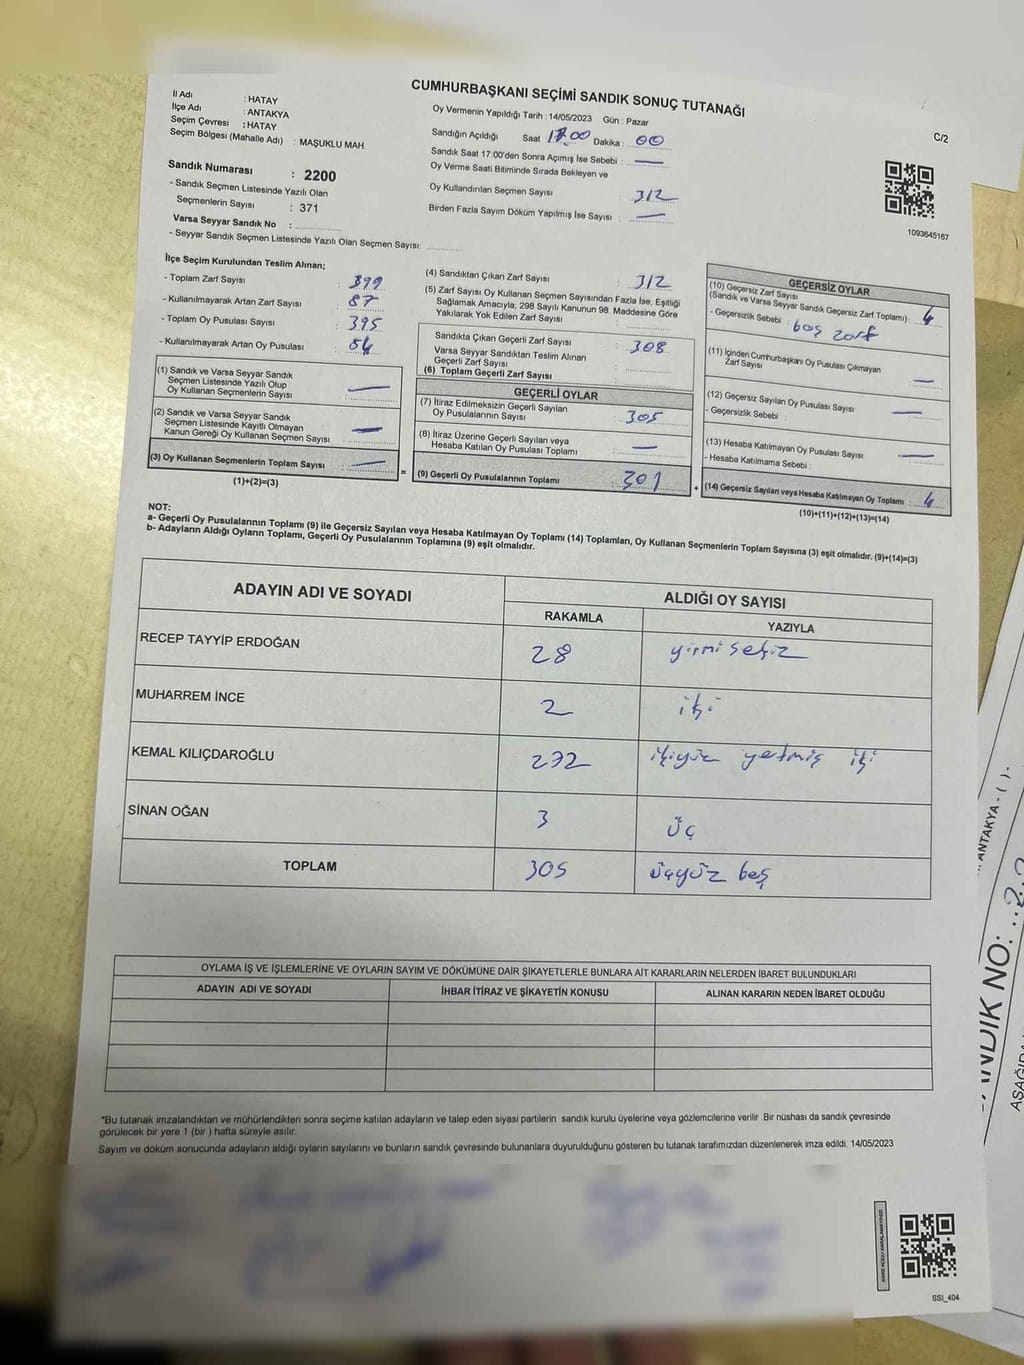 CUMHURBAŞKANI SEÇİMİ SANDIK SONUÇ TUTANAĞI
İl Adı : HATAY
İlçe Adı : ANTAKYA
Seçim Çevresi : HATAY
Seçim Bölgesi (Mahalle Adı) : MAŞUKLU MAH.
Sandık Numarası : 2200
- Sandık Seçmen Listesinde Yazılı Olan
Seçmenlerin Sayısı : 371
Varsa Seyyar Sandık No :
- Seyyar Sandık Seçmen Listesinde Yazılı Olan Seçmen Sayısı:
Oy Vermenin Yapıldığı Tarih : 14/05/2023 Gün : Pazar
Sandığın Açıldığı Saat 17.00 Dakika : 00
Sandık Saat 17.00'den Sonra Açımış İse Sebebi : —
Oy Verme Saati Bitiminde Sırada Bekleyen ve
Oy Kullandırılan Seçmen Sayısı : 312
Birden Fazla Sayım Döküm Yapılmış İse Sayısı : —
C/2
1093645167
İlçe Seçim Kurulundan Teslim Alınan;
- Toplam Zarf Sayısı : 399
- Kullanılmayarak Artan Zarf Sayısı : 87
- Toplam Oy Pusulası Sayısı : 395
- Kullanılmayarak Artan Oy Pusulası : 84
(1) Sandık ve Varsa Seyyar Sandık
Seçmen Listesinde Yazılı Olup
Oy Kullanan Seçmenlerin Sayısı : —
(2) Sandık ve Varsa Seyyar Sandık
Seçmen Listesinde Kayıtlı Olmayan
Kanun Gereği Oy Kullanan Seçmen Sayısı : —
(3) Oy Kullanan Seçmenlerin Toplam Sayısı : —
(1)+(2)=(3)
=
(4) Sandıktan Çıkan Zarf Sayısı : 312
(5) Zarf Sayısı Oy Kullanan Seçmen Sayısından Fazla İse, Eşitliği
Sağlamak Amacıyla; 298 Sayılı Kanunun 98. Maddesine Göre
Yakılarak Yok Edilen Zarf Sayısı :
Sandıkta Çıkan Geçerli Zarf Sayısı : 308
Varsa Seyyar Sandıktan Teslim Alınan
Geçerli Zarf Sayısı :
(6) Toplam Geçerli Zarf Sayısı :
GEÇERLİ OYLAR
(7) İtiraz Edilmeksizin Geçerli Sayılan
Oy Pusulalarının Sayısı : 305
(8) İtiraz Üzerine Geçerli Sayılan veya
Hesaba Katılan Oy Pusulası Toplamı : —
(9) Geçerli Oy Pusulalarının Toplamı : 301
+
GEÇERSİZ OYLAR
(10) Geçersiz Zarf Sayısı
(Sandık ve Varsa Seyyar Sandık Geçersiz Zarf Toplamı) : 4
- Geçersizlik Sebebi : boş zarf
(11) İçinden Cumhurbaşkanı Oy Pusulası Çıkmayan
Zarf Sayısı : —
(12) Geçersiz Sayılan Oy Pusulası Sayısı : —
- Geçersizlik Sebebi :
(13) Hesaba Katılmayan Oy Pusulası Sayısı : —
- Hesaba Katılmama Sebebi :
(14) Geçersiz Sayılan veya Hesaba Katılmayan Oy Toplamı : 4
(10)+(11)+(12)+(13)=(14)
NOT:
a- Geçerli Oy Pusulalarının Toplamı (9) ile Geçersiz Sayılan veya Hesaba Katılmayan Oy Toplamı (14) Toplamları, Oy Kullanan Seçmenlerin Toplam Sayısına (3) eşit olmalıdır. (9)+(14)=(3)
b- Adayların Aldığı Oyların Toplamı, Geçerli Oy Pusulalarının Toplamına (9) eşit olmalıdır.
ADAYIN ADI VE SOYADI ALDIĞI OY SAYISI
RAKAMLA YAZIYLA
RECEP TAYYİP ERDOĞAN 28 yirmi sekiz
MUHARREM İNCE 2 iki
KEMAL KILIÇDAROĞLU 272 ikiyüz yetmiş iki
SİNAN OĞAN 3 üç
TOPLAM 305 üçyüz beş
OYLAMA İŞ VE İŞLEMLERİNE VE OYLARIN SAYIM VE DÖKÜMÜNE DAİR ŞİKAYETLERLE BUNLARA AİT KARARLARIN NELERDEN İBARET BULUNDUKLARI
ADAYIN ADI VE SOYADI İHBAR İTİRAZ VE ŞİKAYETİN KONUSU ALINAN KARARIN NEDEN İBARET OLDUĞU
*Bu tutanak imzalandıktan ve mühürlendikten sonra seçime katılan adayların ve talep eden siyasi partilerin sandık kurulu üyelerine veya gözlemcilerine verilir .Bir nüshası da sandık çevresinde
görülecek bir yere 1 (bir ) hafta süreyle asılır.
Sayım ve döküm sonucunda adayların aldığı oyların sayılarını ve bunların sandık çevresinde bulunanlara duyurulduğunu gösteren bu tutanak tarafımızdan düzenlenerek imza edildi. 14/05/2023
SSI_404
ANTAKYA - ( ) -
SANDIK NO: